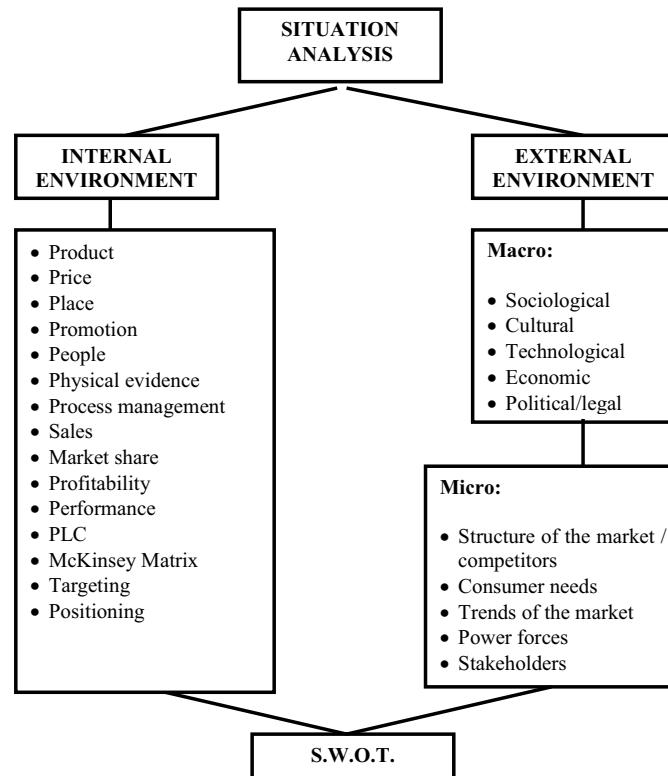 SITUATION
ANALYSIS
INTERNAL
ENVIRONMENT
• Product
• Price
• Place
• Promotion
• People
• Physical evidence
• Process management
• Sales
• Market share
• Profitability
• Performance
• PLC
• McKinsey Matrix
• Targeting
• Positioning
EXTERNAL
ENVIRONMENT
Macro:
• Sociological
• Cultural
• Technological
• Economic
• Political/legal
Micro:
• Structure of the market /
competitors
• Consumer needs
• Trends of the market
• Power forces
• Stakeholders
S.W.O.T.